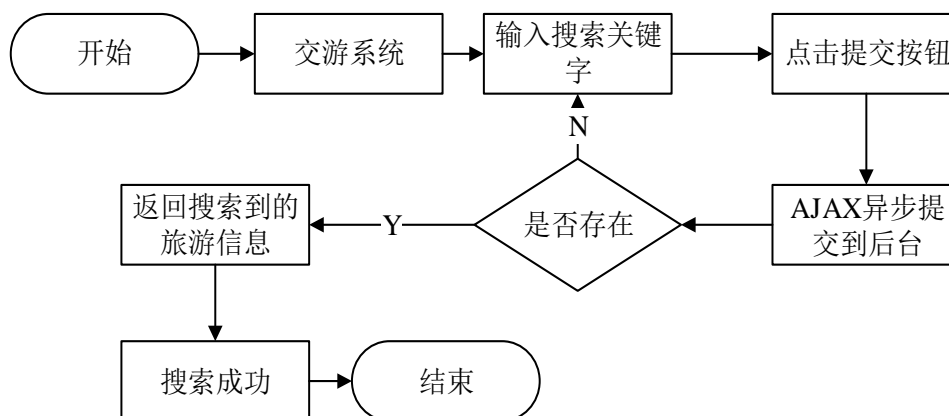 开始
交游系统
输入搜索关键
字
点击提交按钮
N
返回搜索到的
旅游信息
Y
是否存在
AJAX异步提
交到后台
搜索成功
结束